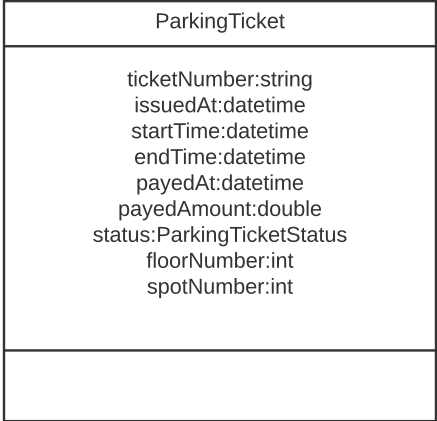 ParkingTicket
ticketNumber:string
issuedAt:datetime
startTime:datetime
endTime:datetime
payedAt:datetime
payedAmount:double
status:ParkingTicketStatus
floorNumber:int
spotNumber:int